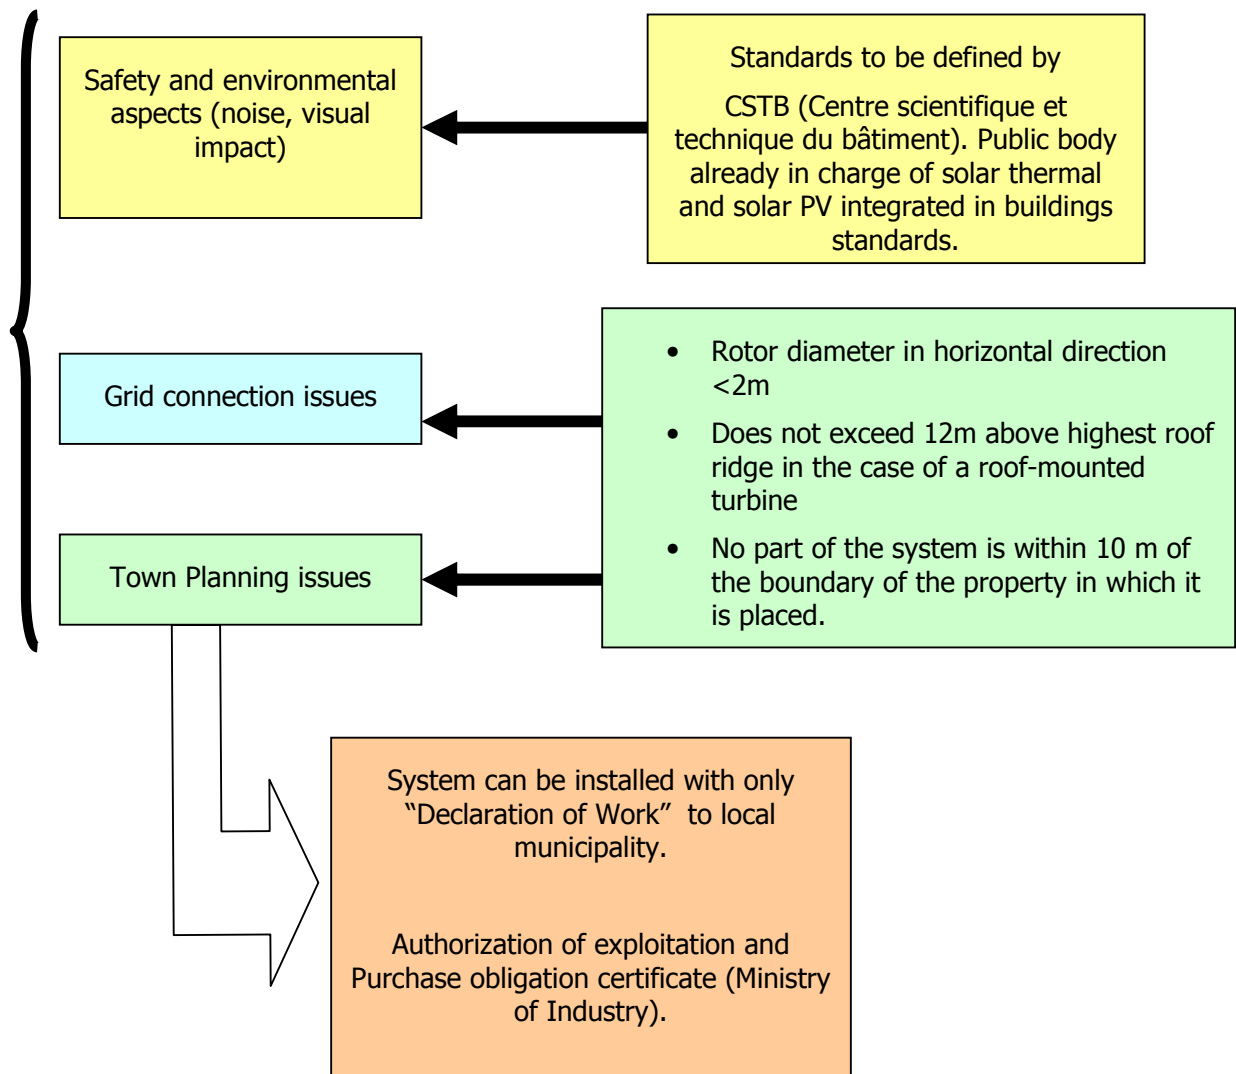 Safety and environmental
aspects (noise, visual
impact)
Standards to be defined by
CSTB (Centre scientifique et
technique du bâtiment). Public body
already in charge of solar thermal
and solar PV integrated in buildings
standards.
Grid connection issues
• Rotor diameter in horizontal direction
<2m
• Does not exceed 12m above highest roof
ridge in the case of a roof-mounted
turbine
• No part of the system is within 10 m of
the boundary of the property in which it
is placed.
Town Planning issues
System can be installed with only
“Declaration of Work” to local
municipality.
Authorization of exploitation and
Purchase obligation certificate (Ministry
of Industry).